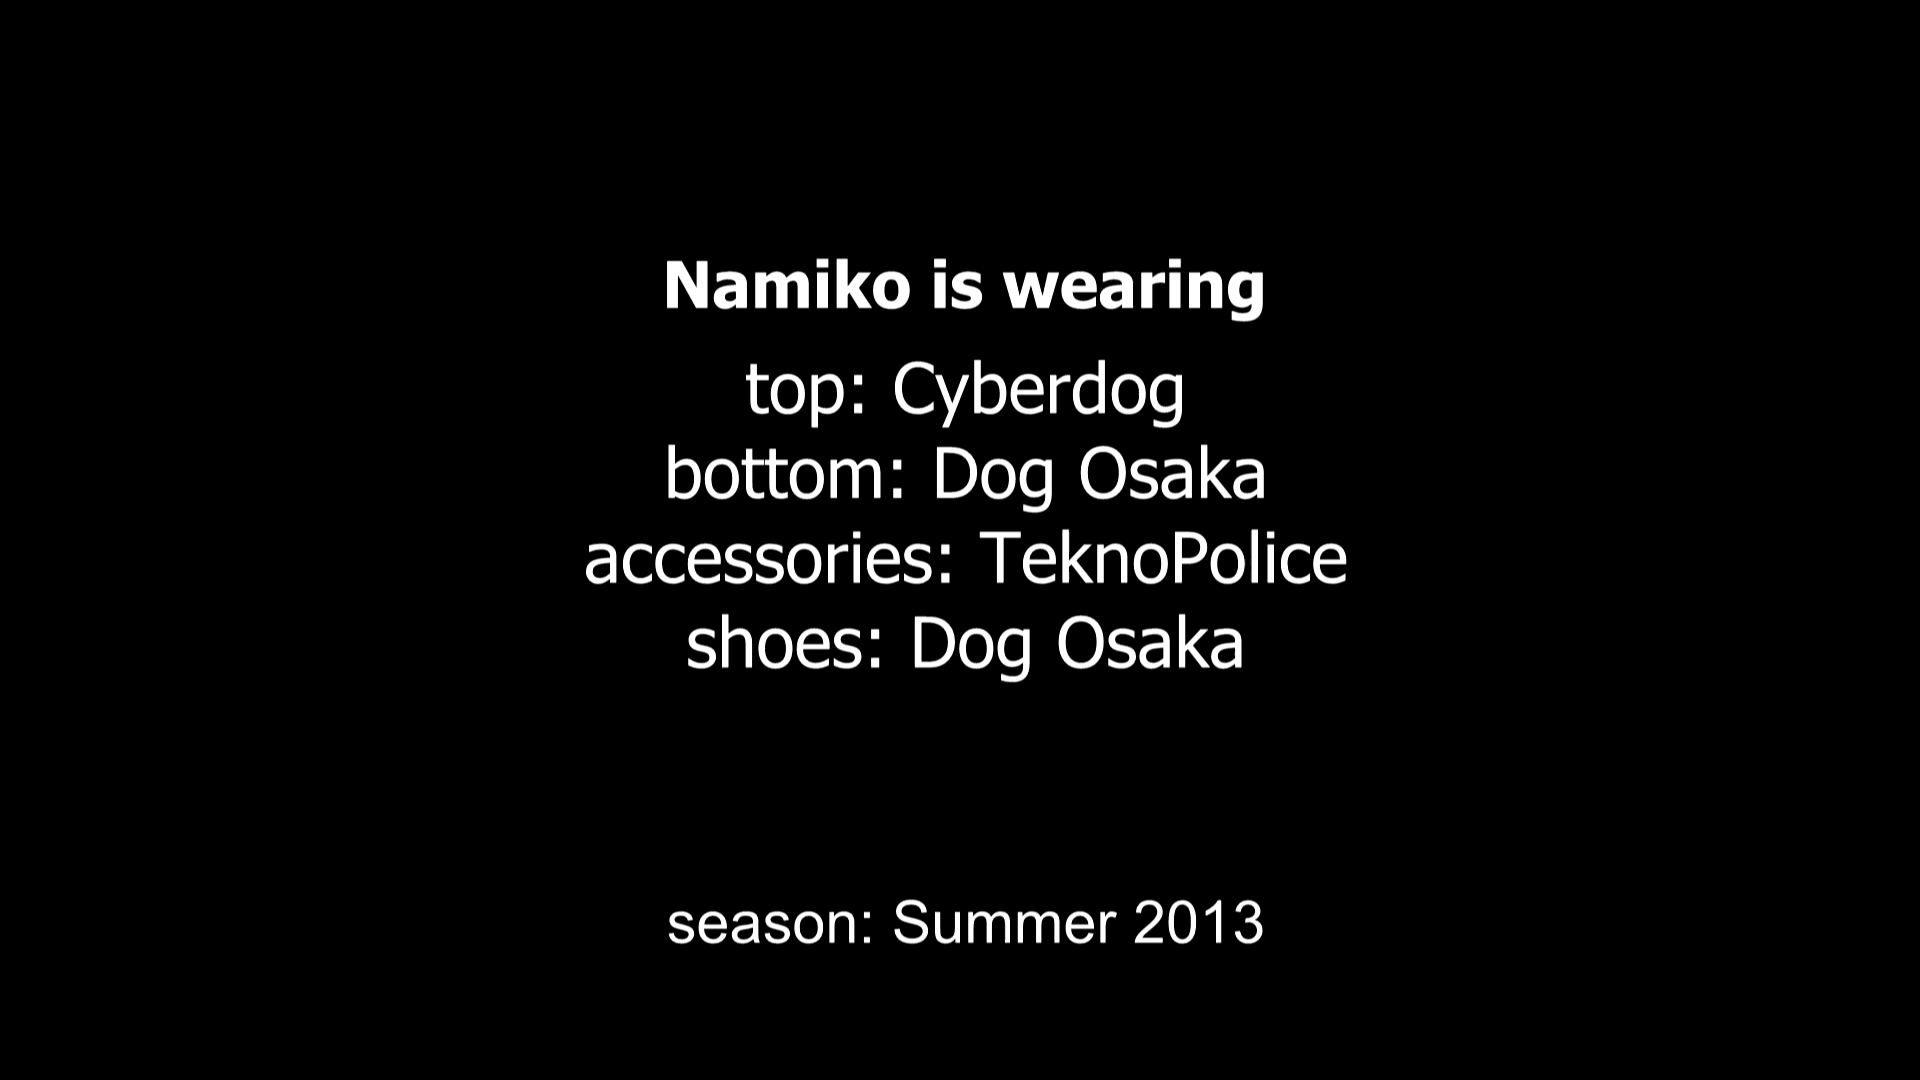 Namiko is wearing
top: Cyberdog
bottom: Dog Osaka
accessories: TeknoPolice
shoes: Dog Osaka
season: Summer 2013